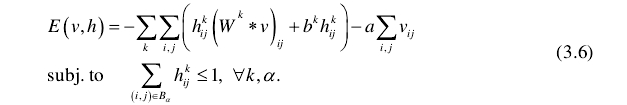 E(v,h) = -∑_k ∑_{i,j} (h_{ij}^k (W^k * v)_{ij} + b^k h_{ij}^k) - a ∑_{i,j} v_{ij}
(3.6)
subj. to ∑_{(i,j)∈B_α} h_{ij}^k ≤ 1, ∀k,α.